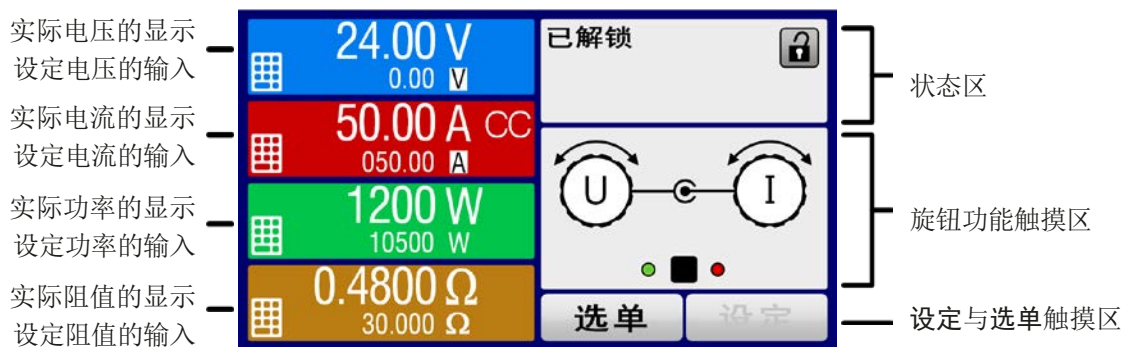 实际电压的显示
设定电压的输入
实际电流的显示
设定电流的输入
实际功率的显示
设定功率的输入
实际阻值的显示
设定阻值的输入
24.00 V
0.00 V
50.00 A CC
050.00 A
1200 W
10500 W
0.4800 Ω
30.000 Ω
已解锁
U
I
选单
设定
状态区
旋钮功能触摸区
设定与选单触摸区